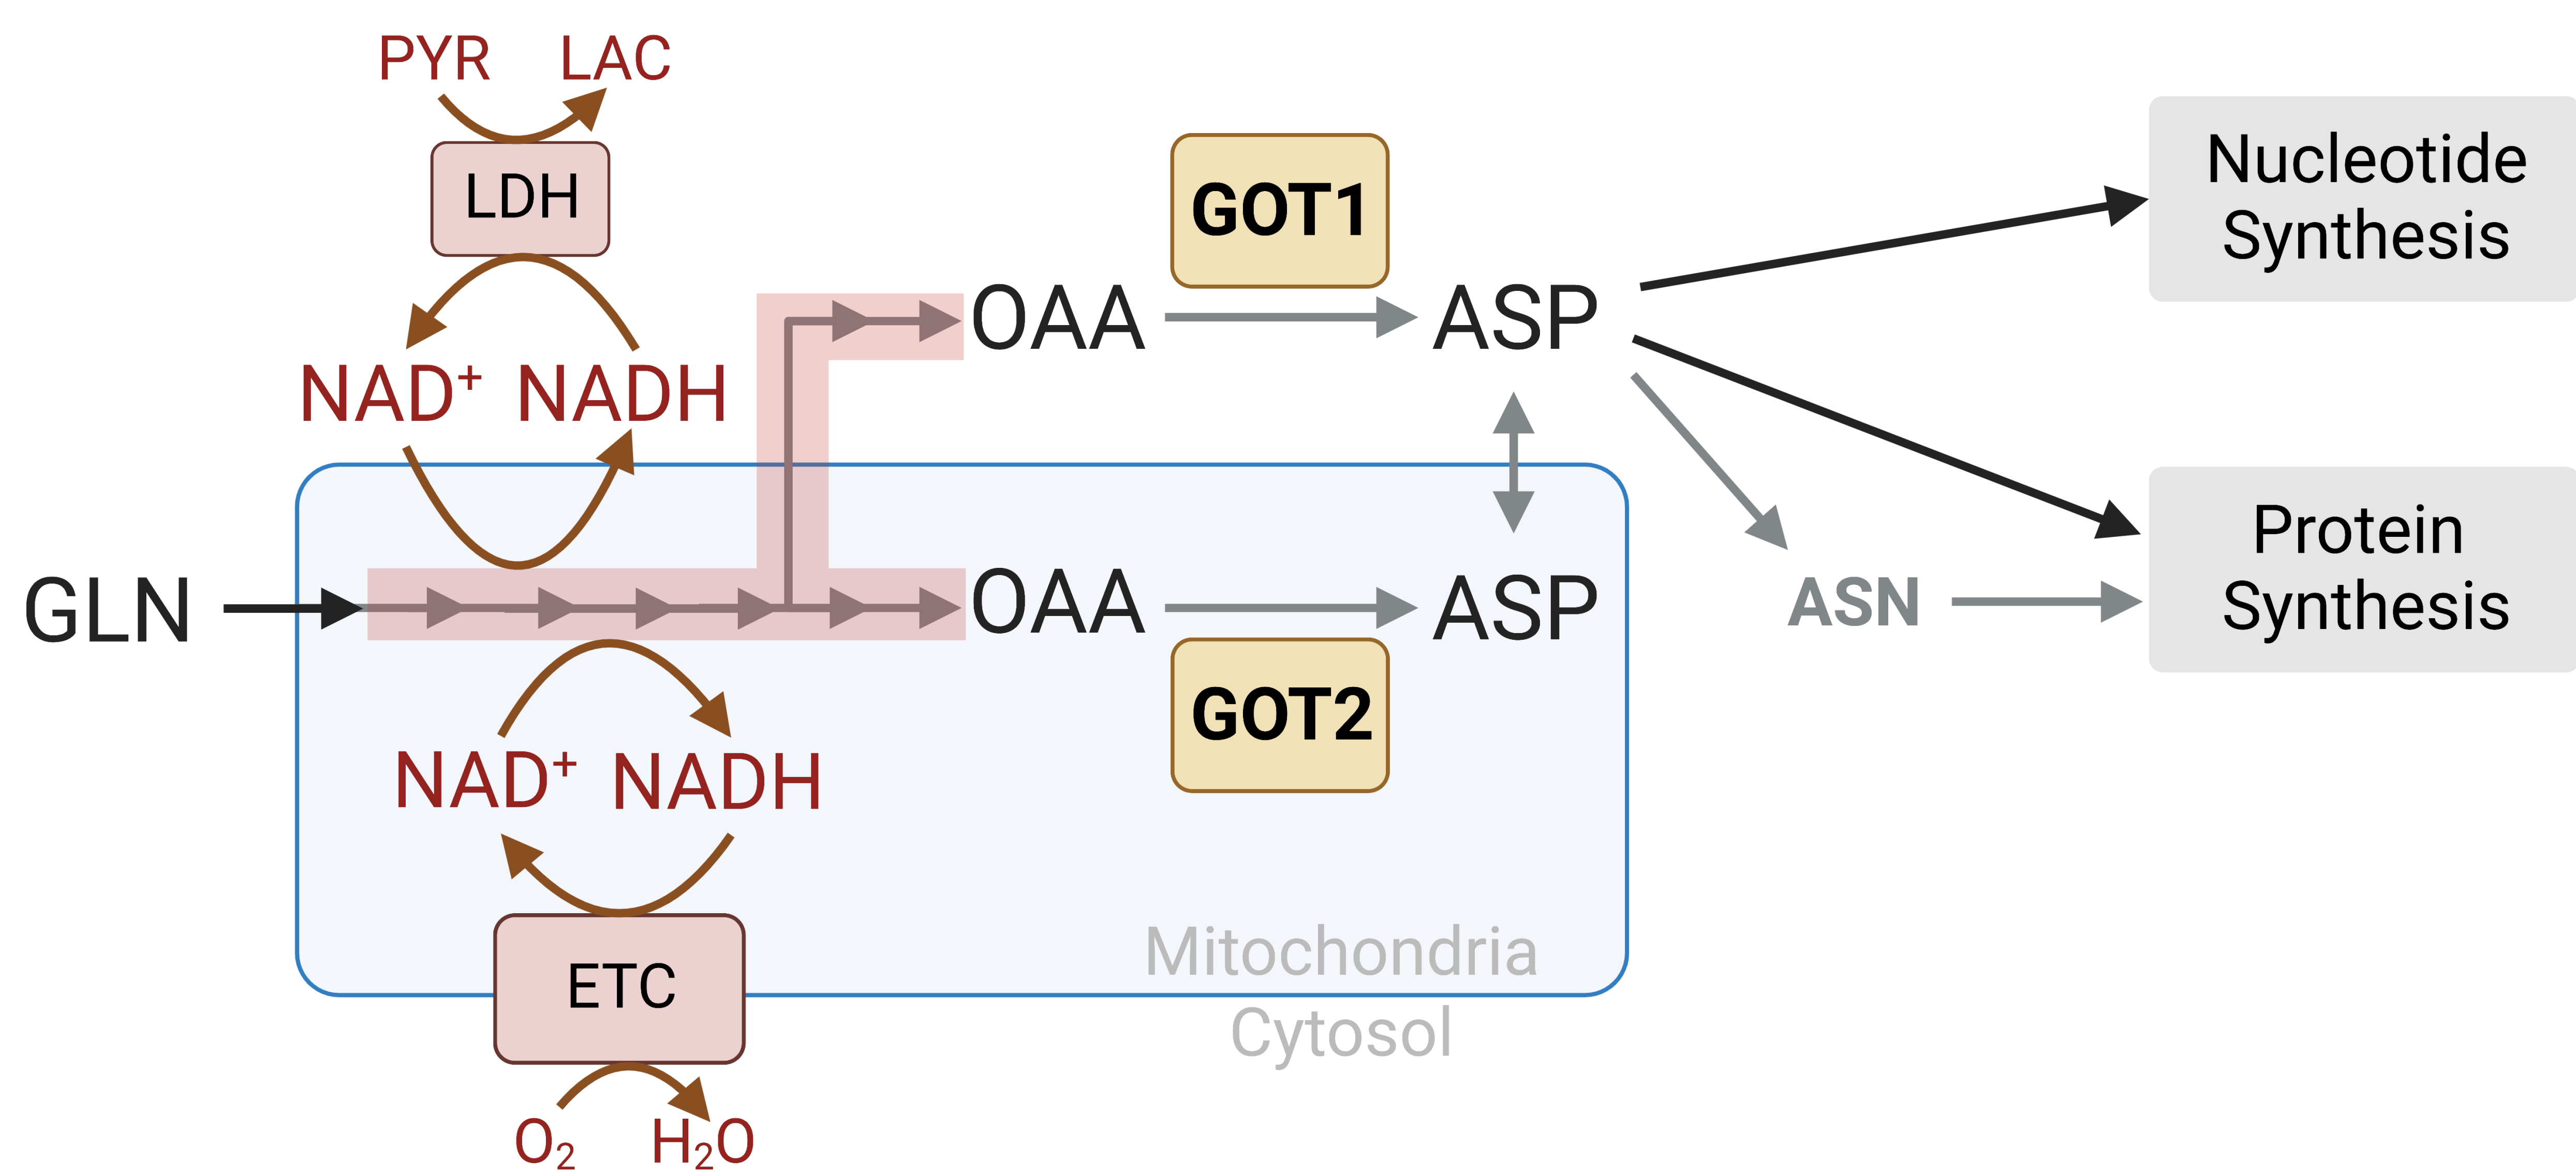 PYR LAC
LDH
NAD⁺ NADH
GOT1
OAA ASP
Nucleotide
Synthesis
GLN
OAA ASP
GOT2
ASN
Protein
Synthesis
NAD⁺ NADH
ETC
O₂ H₂O
Mitochondria
Cytosol